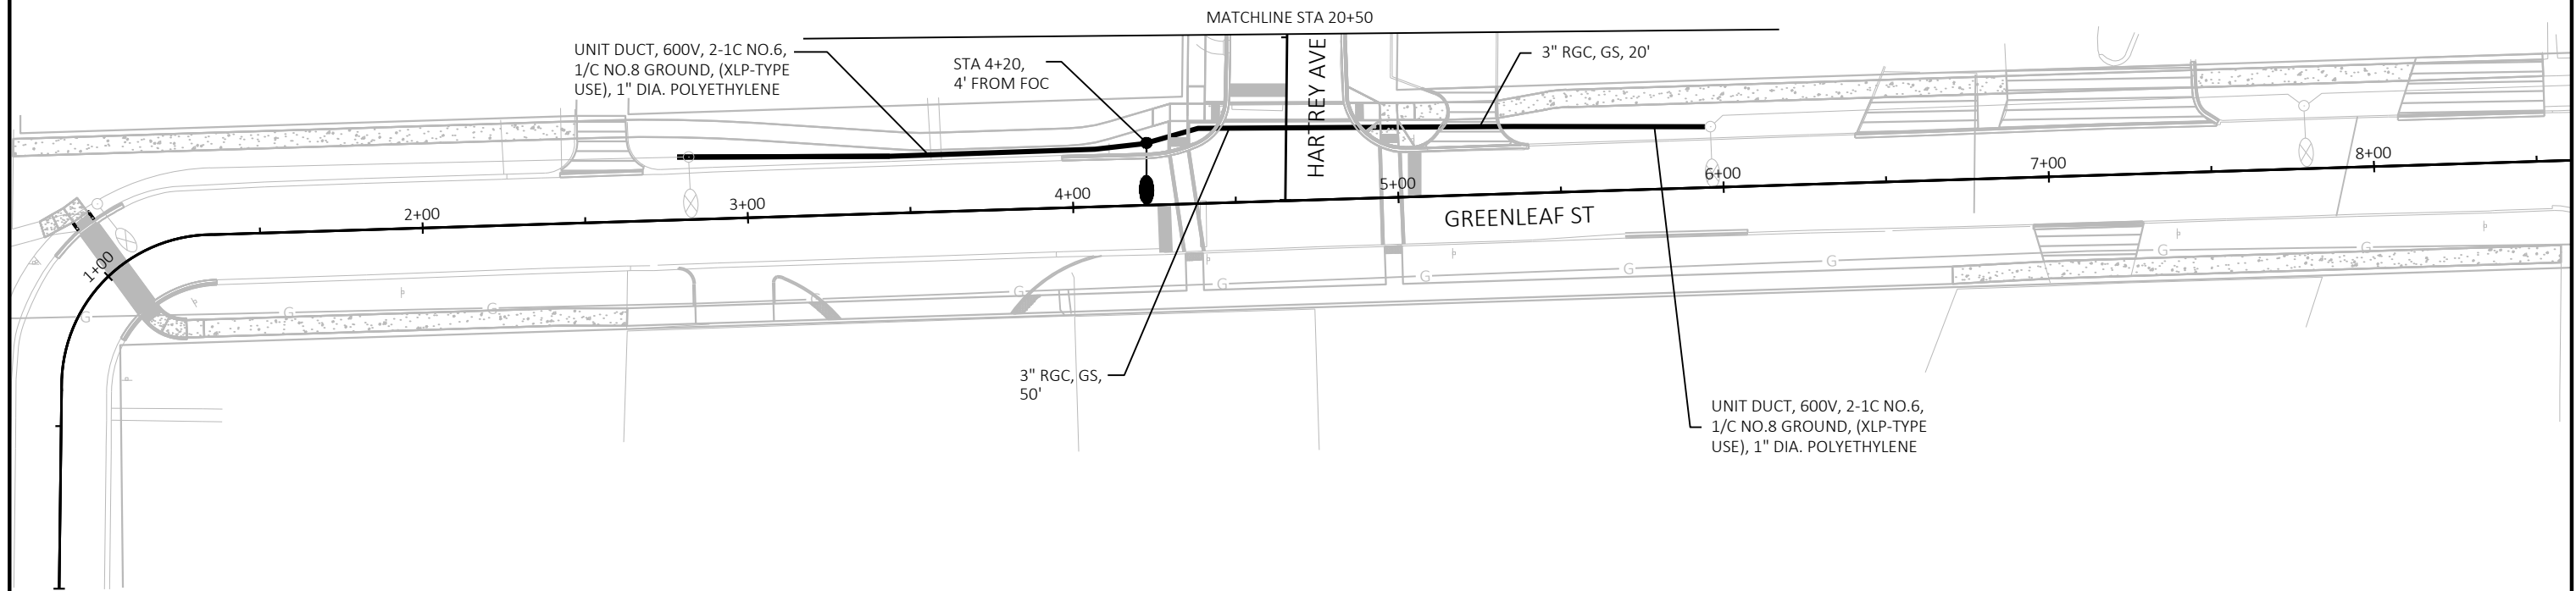 MATCHLINE STA 20+50
UNIT DUCT, 600V, 2-1C NO.6,
1/C NO.8 GROUND, (XLP-TYPE
USE), 1" DIA. POLYETHYLENE
STA 4+20,
4' FROM FOC
HARTREY AVE
3" RGC, GS, 20'
1+00
2+00
3+00
4+00
5+00
6+00
7+00
8+00
GREENLEAF ST
G
G
G
G
G
G
G
G
G
G
G
G
3" RGC, GS,
50'
UNIT DUCT, 600V, 2-1C NO.6,
1/C NO.8 GROUND, (XLP-TYPE
USE), 1" DIA. POLYETHYLENE